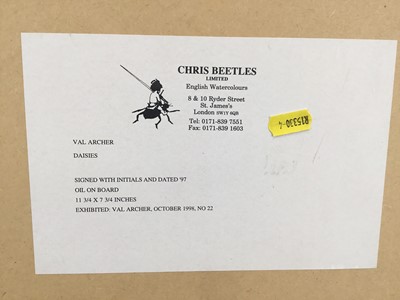 CHRIS BEETLES
LIMITED
English Watercolours
8 & 10 Ryder Street
St. James's
London SW1Y 6QB
Tel: 0171-839 7551
Fax: 0171-839 1603
R15330-4
VAL ARCHER
DAISIES
SIGNED WITH INITIALS AND DATED '97
OIL ON BOARD
11 3/4 X 7 3/4 INCHES
EXHIBITED: VAL ARCHER, OCTOBER 1998, NO 22